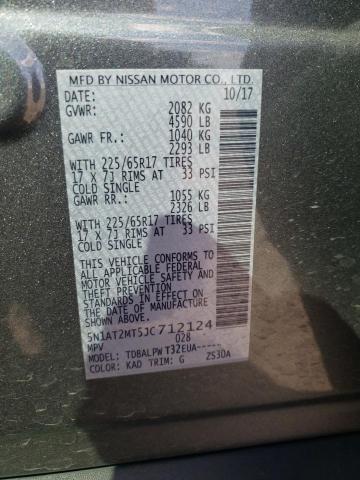 MFD BY NISSAN MOTOR CO., LTD.
DATE: 10/17
GVWR: 2082 KG
4590 LB
GAWR FR.: 1040 KG
2293 LB
WITH 225/65R17 TIRES
17 X 7J RIMS AT 33 PSI
COLD SINGLE
GAWR RR.: 1055 KG
2326 LB
WITH 225/65R17 TIRES
17 X 7J RIMS AT 33 PSI
COLD SINGLE
THIS VEHICLE CONFORMS TO ALL
APPLICABLE FEDERAL
MOTOR VEHICLE SAFETY AND
THEFT PREVENTION
STANDARDS IN EFFECT ON THE
DATE OF MANUFACTURE
SHOWN ABOVE.
5N1AT2MT5JC712124
MPV 028
MODEL: TDBALPW T32EUA-----
COLOR: KAD TRIM: G ZS30A